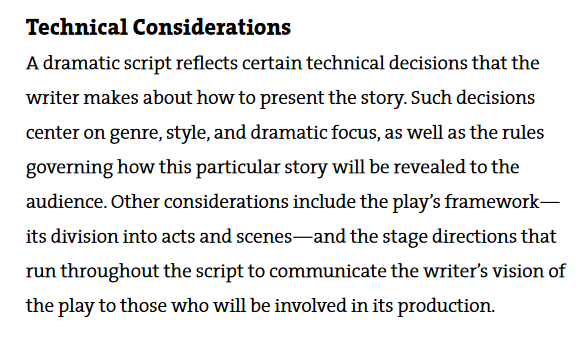 Technical Considerations
A dramatic script reflects certain technical decisions that the
writer makes about how to present the story. Such decisions
center on genre, style, and dramatic focus, as well as the rules
governing how this particular story will be revealed to the
audience. Other considerations include the play’s framework—
its division into acts and scenes—and the stage directions that
run throughout the script to communicate the writer’s vision of
the play to those who will be involved in its production.